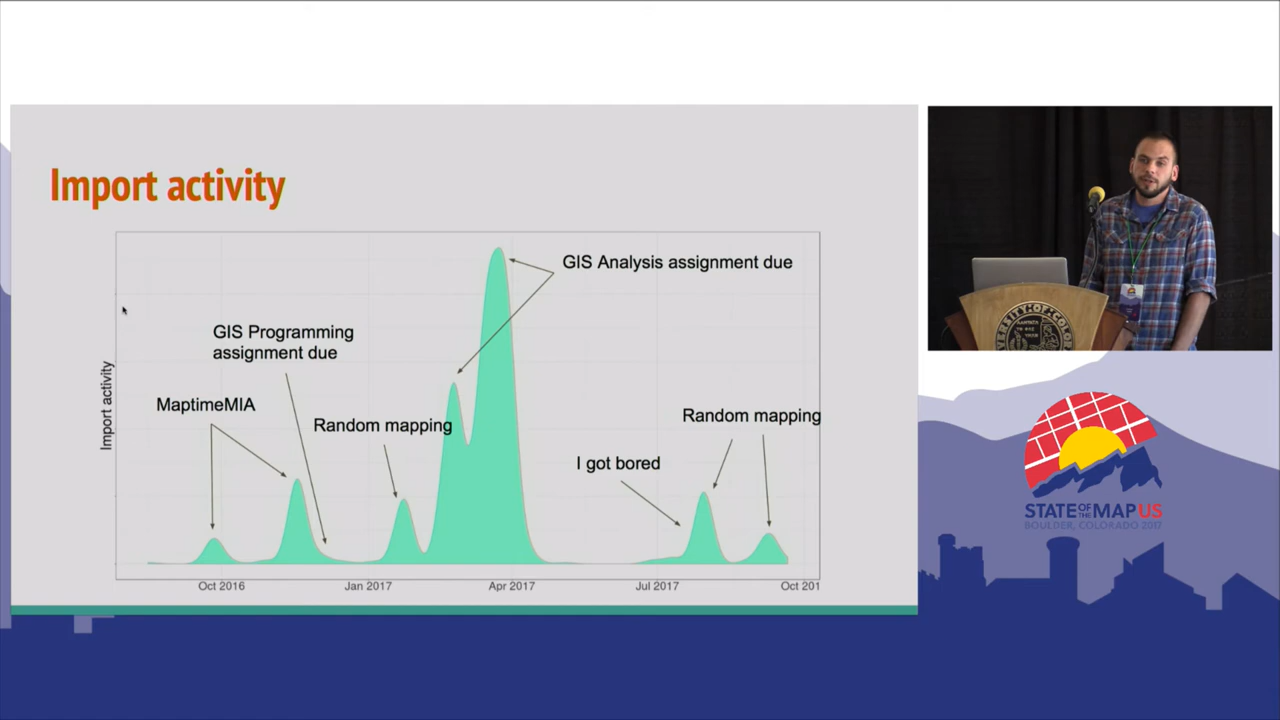 Import activity
GIS Analysis assignment due
GIS Programming
assignment due
MaptimeMIA
Random mapping
Random mapping
I got bored
Import activity
Oct 2016
Jan 2017
Apr 2017
Jul 2017
Oct 201
STATE OF THE MAP US
BOULDER, COLORADO 2017